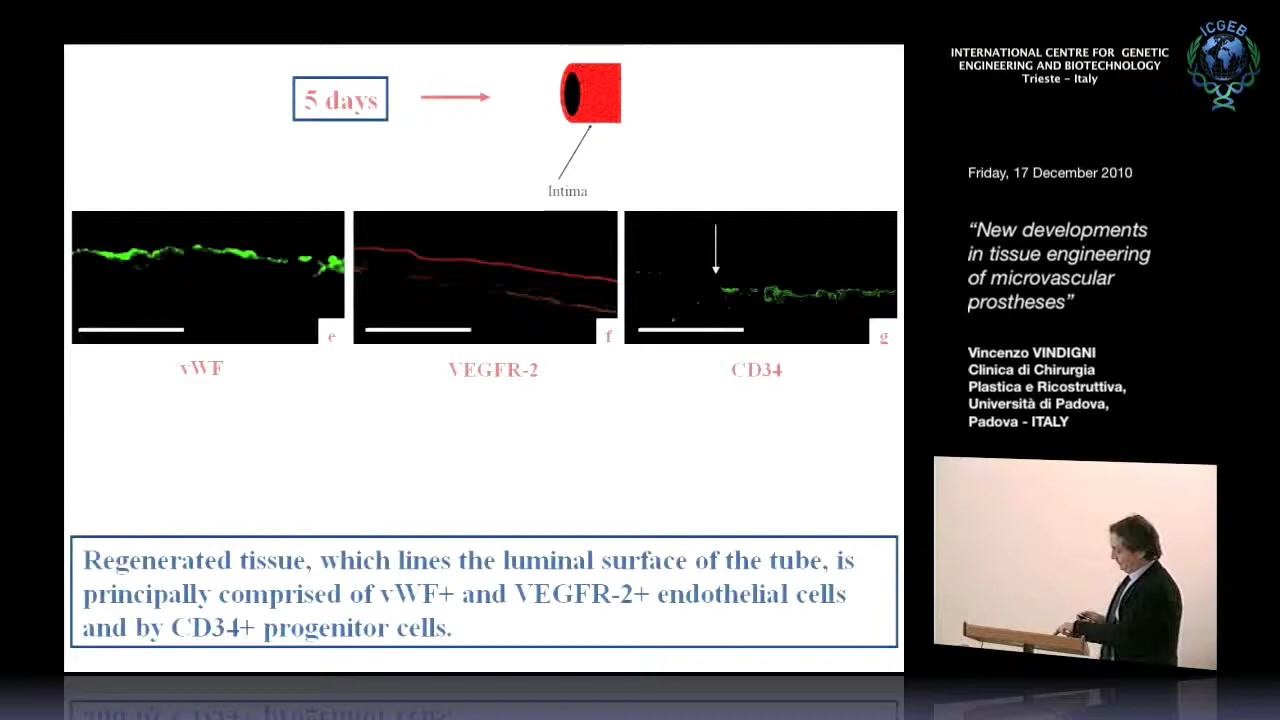 5 days
Intima
e
f
g
vWF
VEGFR-2
CD34
Regenerated tissue, which lines the luminal surface of the tube, is
principally comprised of vWF+ and VEGFR-2+ endothelial cells
and by CD34+ progenitor cells.
INTERNATIONAL CENTRE FOR GENETIC
ENGINEERING AND BIOTECHNOLOGY
Trieste - Italy
ICGEB
Friday, 17 December 2010
“New developments
in tissue engineering
of microvascular
prostheses”
Vincenzo VINDIGNI
Clinica di Chirurgia
Plastica e Ricostruttiva,
Università di Padova,
Padova - ITALY